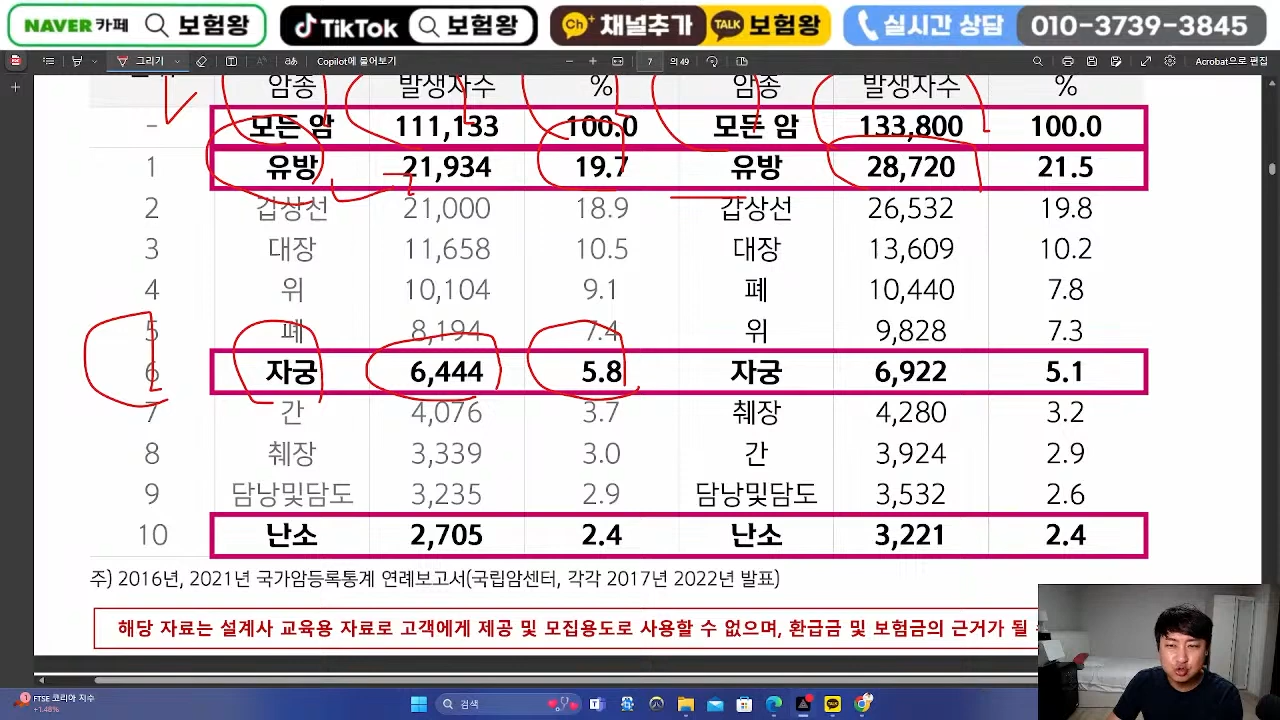 NAVER 카페 보험왕 TikTok 보험왕 Ch+ 채널추가 TALK 보험왕 실시간 상담 010-3739-3845
그리기 Copilot에 물어보기 7 의 49 Acrobat으로 편집
암종 발생자수 % 암종 발생자수 %
- 모든 암 111,133 100.0 모든 암 133,800 100.0
1 유방 21,934 19.7 유방 28,720 21.5
2 갑상선 21,000 18.9 갑상선 26,532 19.8
3 대장 11,658 10.5 대장 13,609 10.2
4 위 10,104 9.1 폐 10,440 7.8
5 폐 8,194 7.4 위 9,828 7.3
6 자궁 6,444 5.8 자궁 6,922 5.1
7 간 4,076 3.7 췌장 4,280 3.2
8 췌장 3,339 3.0 간 3,924 2.9
9 담낭및담도 3,235 2.9 담낭및담도 3,532 2.6
10 난소 2,705 2.4 난소 3,221 2.4
주) 2016년, 2021년 국가암등록통계 연례보고서(국립암센터, 각각 2017년 2022년 발표)
해당 자료는 설계사 교육용 자료로 고객에게 제공 및 모집용도로 사용할 수 없으며, 환급금 및 보험금의 근거가 될
FTSE 코리아 지수
+1.48%
검색